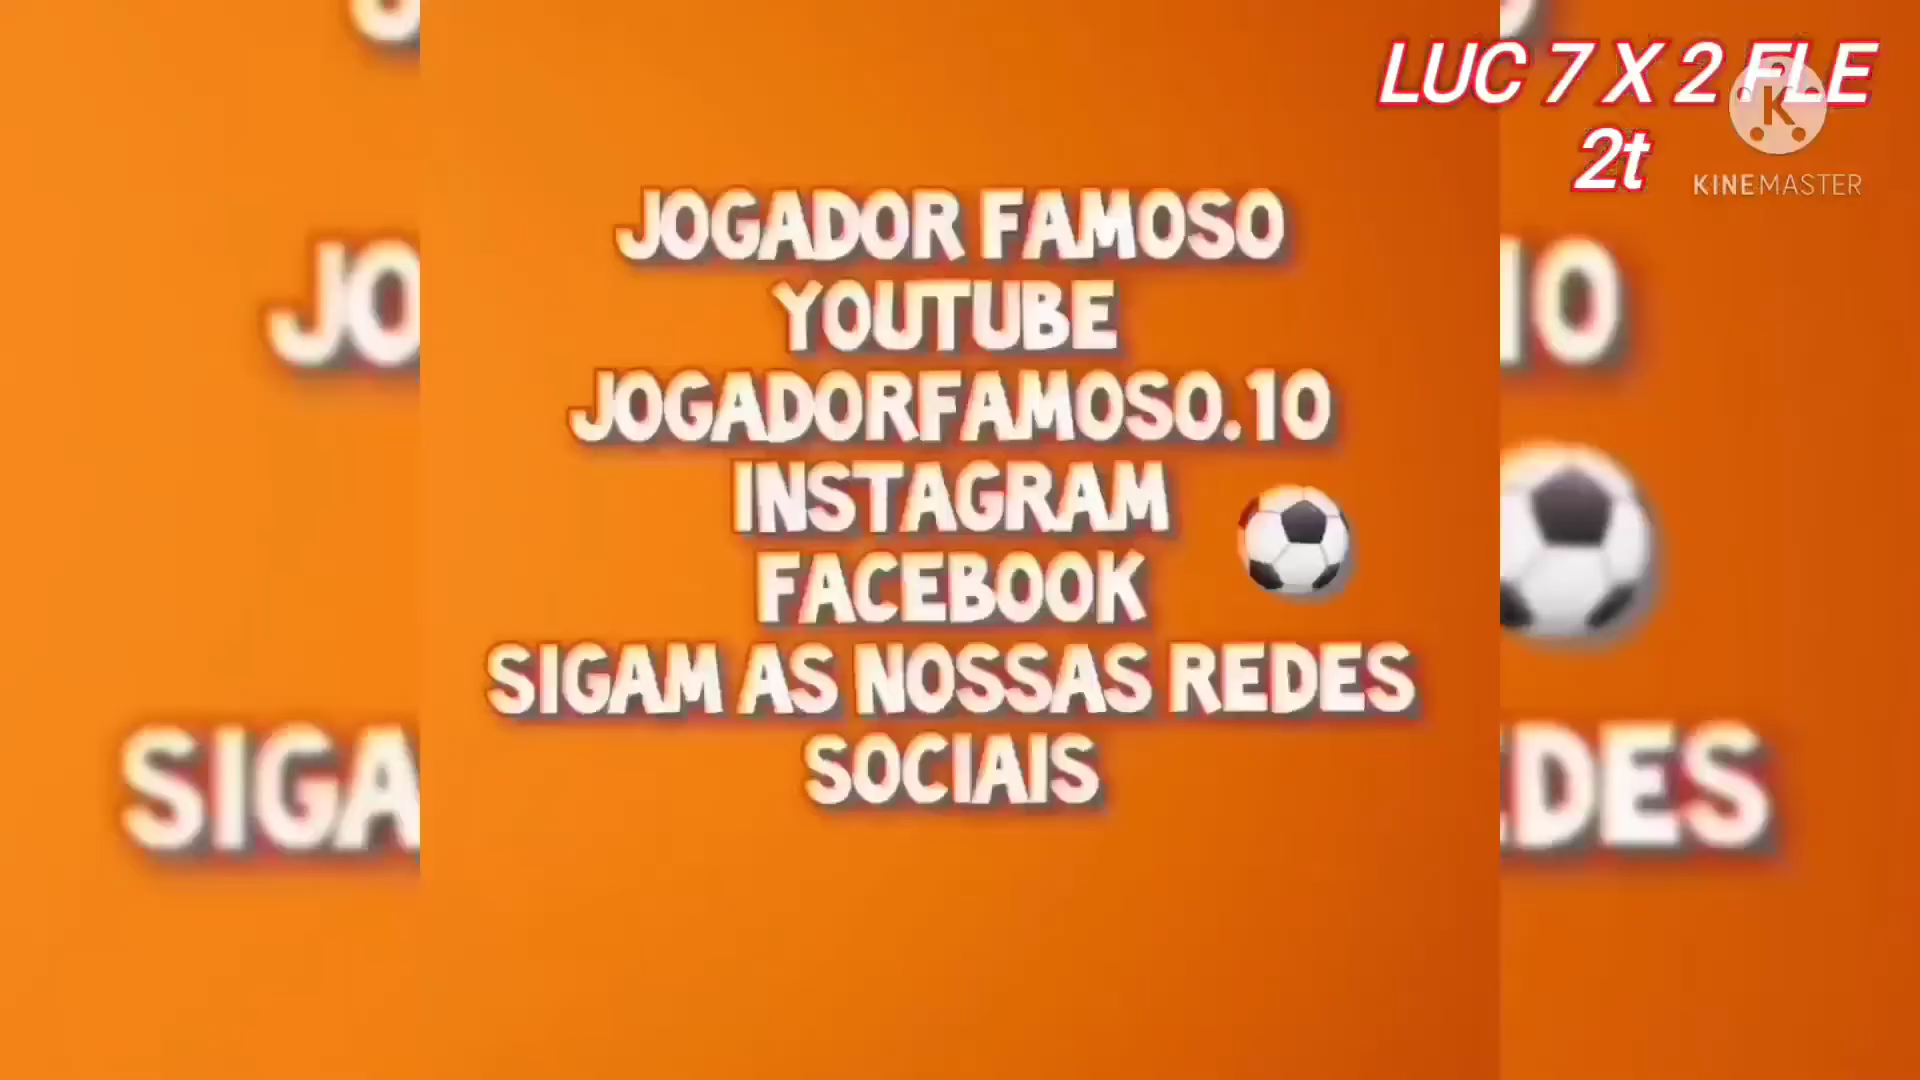 LUC 7 X 2 FLE
2t
KINEMASTER
JOGADOR FAMOSO
YOUTUBE
JOGADORFAMOSO.10
INSTAGRAM
FACEBOOK
SIGAM AS NOSSAS REDES
SOCIAIS